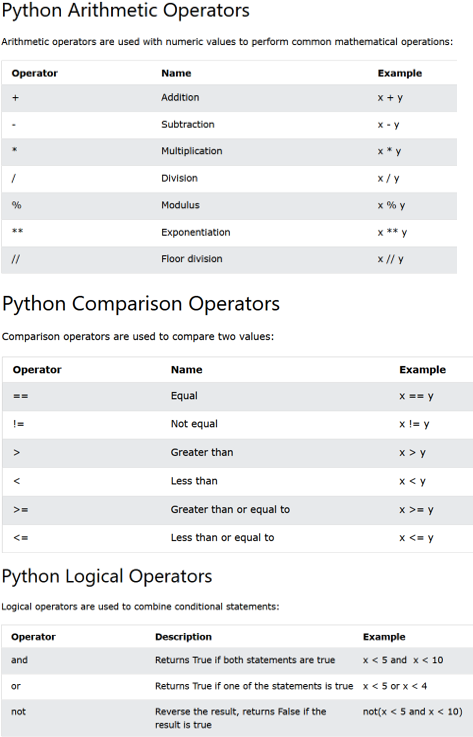 Python Arithmetic Operators
Arithmetic operators are used with numeric values to perform common mathematical operations:
Operator Name Example
+ Addition x + y
- Subtraction x - y
* Multiplication x * y
/ Division x / y
% Modulus x % y
** Exponentiation x ** y
// Floor division x // y
Python Comparison Operators
Comparison operators are used to compare two values:
Operator Name Example
== Equal x == y
!= Not equal x != y
> Greater than x > y
< Less than x < y
>= Greater than or equal to x >= y
<= Less than or equal to x <= y
Python Logical Operators
Logical operators are used to combine conditional statements:
Operator Description Example
and Returns True if both statements are true x < 5 and  x < 10
or Returns True if one of the statements is true x < 5 or x < 4
not Reverse the result, returns False if the not(x < 5 and x < 10)
result is true